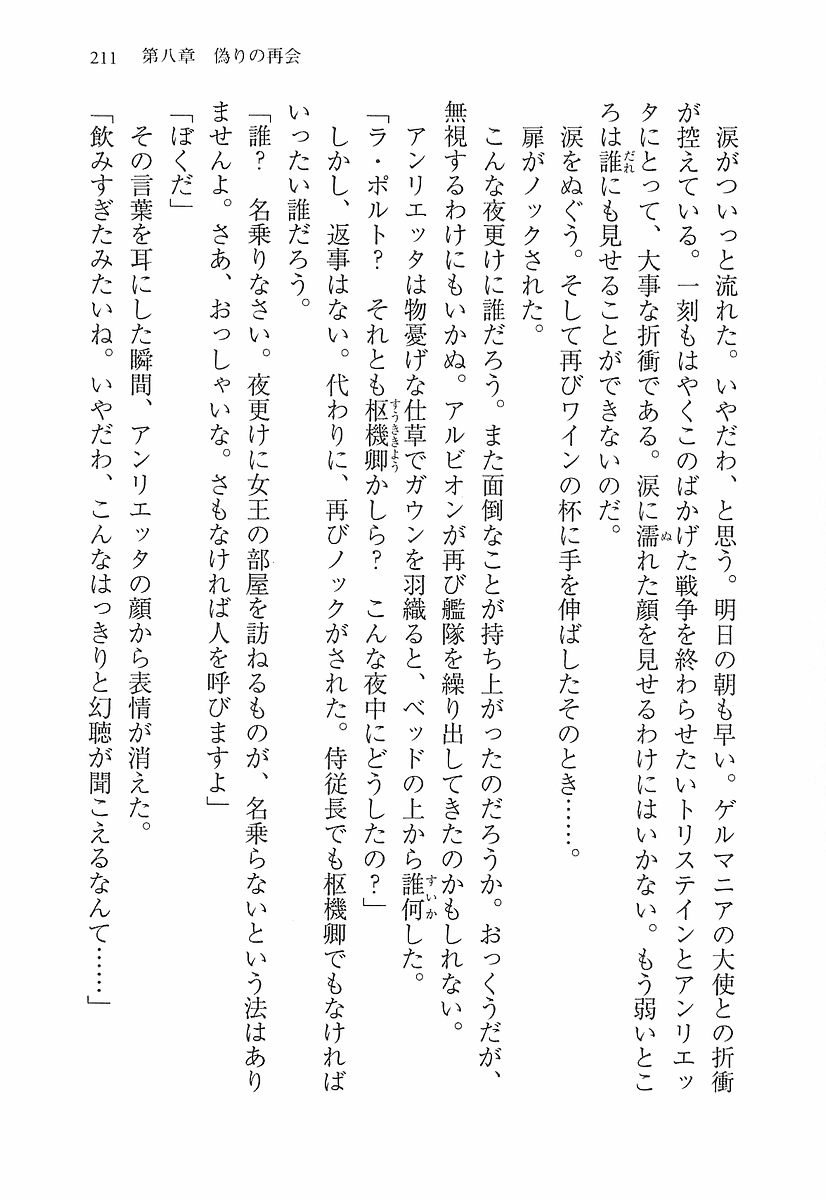 211　第八章　偽りの再会
　涙がついっと流れた。いやだわ、と思う。明日の朝も早い。ゲルマニアの大使との折衝
が控えている。一刻もはやくこのばかげた戦争を終わらせたいトリステインとアンリエッ
タにとって、大事な折衝である。涙に濡れた顔を見せるわけにはいかない。もう弱いとこ
ろは誰にも見せることができないのだ。
　涙をぬぐう。そして再びワインの杯に手を伸ばしたそのとき……。
　扉がノックされた。
　こんな夜更けに誰だろう。また面倒なことが持ち上がったのだろうか。おっくうだが、
無視するわけにもいかぬ。アルビオンが再び艦隊を繰り出してきたのかもしれない。
　アンリエッタは物憂げな仕草でガウンを羽織ると、ベッドの上から誰何した。
「ラ・ポルト？　それとも枢機卿かしら？　こんな夜中にどうしたの？」
　しかし、返事はない。代わりに、再びノックがされた。侍従長でも枢機卿でもなければ
いったい誰だろう。
「誰？　名乗りなさい。夜更けに女王の部屋を訪ねるものが、名乗らないという法はあり
ませんよ。さあ、おっしゃいな。さもなければ人を呼びますよ」
「ぼくだ」
　その言葉を耳にした瞬間、アンリエッタの顔から表情が消えた。
「飲みすぎたみたいね。いやだわ、こんなはっきりと幻聴が聞こえるなんて……」